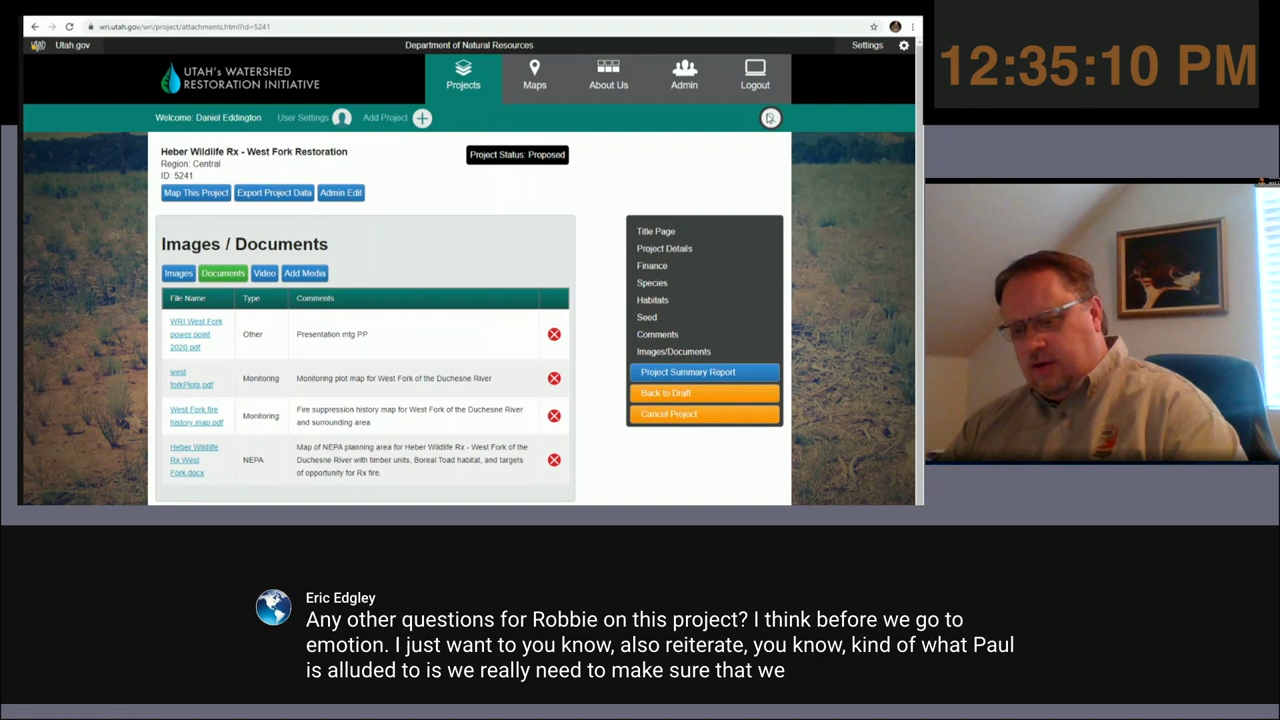 wri.utah.gov/wri/project/attachments.html?id=5241
12:35:10 PM
Utah.gov
Department of Natural Resources
Settings
UTAH's WATERSHED
RESTORATION INITIATIVE
Projects
Maps
About Us
Admin
Logout
Welcome: Daniel Eddington
User Settings
Add Project
Heber Wildlife Rx - West Fork Restoration
Region: Central
ID: 5241
Project Status: Proposed
Map This Project
Export Project Data
Admin Edit
Images / Documents
Images
Documents
Video
Add Media
File Name
Type
Comments
WRI West Fork
power point
2020.pdf
Other
Presentation mtg PP
west
forkPlots.pdf
Monitoring
Monitoring plot map for West Fork of the Duchesne River
West Fork fire
history map.pdf
Monitoring
Fire suppression history map for West Fork of the Duchesne River
and surrounding area
Heber Wildlife
Rx West
Fork.docx
NEPA
Map of NEPA planning area for Heber Wildlife Rx - West Fork of the
Duchesne River with timber units, Boreal Toad habitat, and targets
of opportunity for Rx fire.
Title Page
Project Details
Finance
Species
Habitats
Seed
Comments
Images/Documents
Project Summary Report
Back to Draft
Cancel Project
Eric Edgley
Any other questions for Robbie on this project? I think before we go to
emotion. I just want to you know, also reiterate, you know, kind of what Paul
is alluded to is we really need to make sure that we